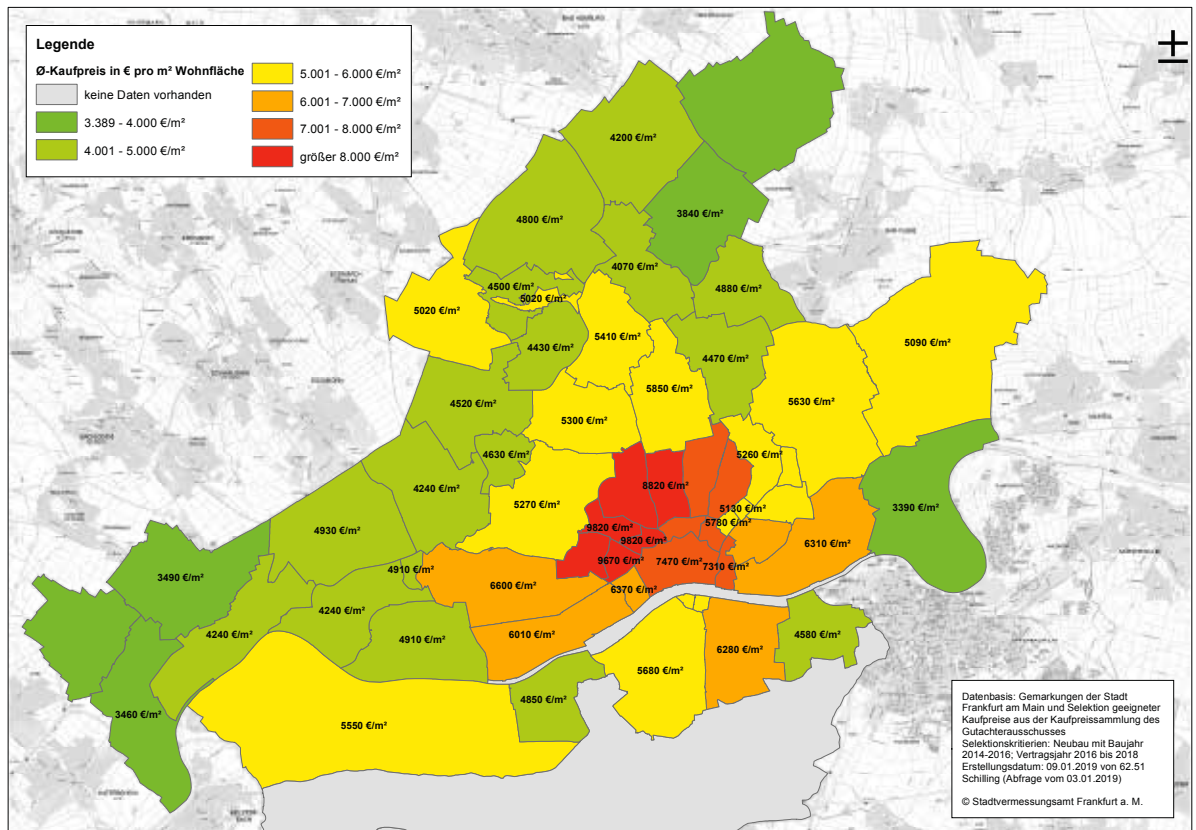 Legende
Ø-Kaufpreis in € pro m² Wohnfläche
keine Daten vorhanden
3.389 - 4.000 €/m²
4.001 - 5.000 €/m²
5.001 - 6.000 €/m²
6.001 - 7.000 €/m²
7.001 - 8.000 €/m²
größer 8.000 €/m²
4200 €/m²
3840 €/m²
4800 €/m²
4070 €/m²
4880 €/m²
4500 €/m²
5020 €/m²
5020 €/m²
5410 €/m²
5090 €/m²
4430 €/m²
4470 €/m²
5850 €/m²
5630 €/m²
4520 €/m²
5300 €/m²
4630 €/m²
5260 €/m²
4240 €/m²
8820 €/m²
5270 €/m²
5130 €/m²
3390 €/m²
4930 €/m²
9820 €/m²
5780 €/m²
9820 €/m²
6310 €/m²
9670 €/m²
7470 €/m²
7310 €/m²
4910 €/m²
3490 €/m²
6600 €/m²
6370 €/m²
4240 €/m²
4240 €/m²
4910 €/m²
6010 €/m²
4580 €/m²
6280 €/m²
5680 €/m²
4850 €/m²
3460 €/m²
5550 €/m²
Datenbasis: Gemarkungen der Stadt
Frankfurt am Main und Selektion geeigneter
Kaufpreise aus der Kaufpreissammlung des
Gutachterausschusses
Selektionskriterien: Neubau mit Baujahr
2014-2016; Vertragsjahr 2016 bis 2018
Erstellungsdatum: 09.01.2019 von 62.51
Schilling (Abfrage vom 03.01.2019)
© Stadtvermessungsamt Frankfurt a. M.